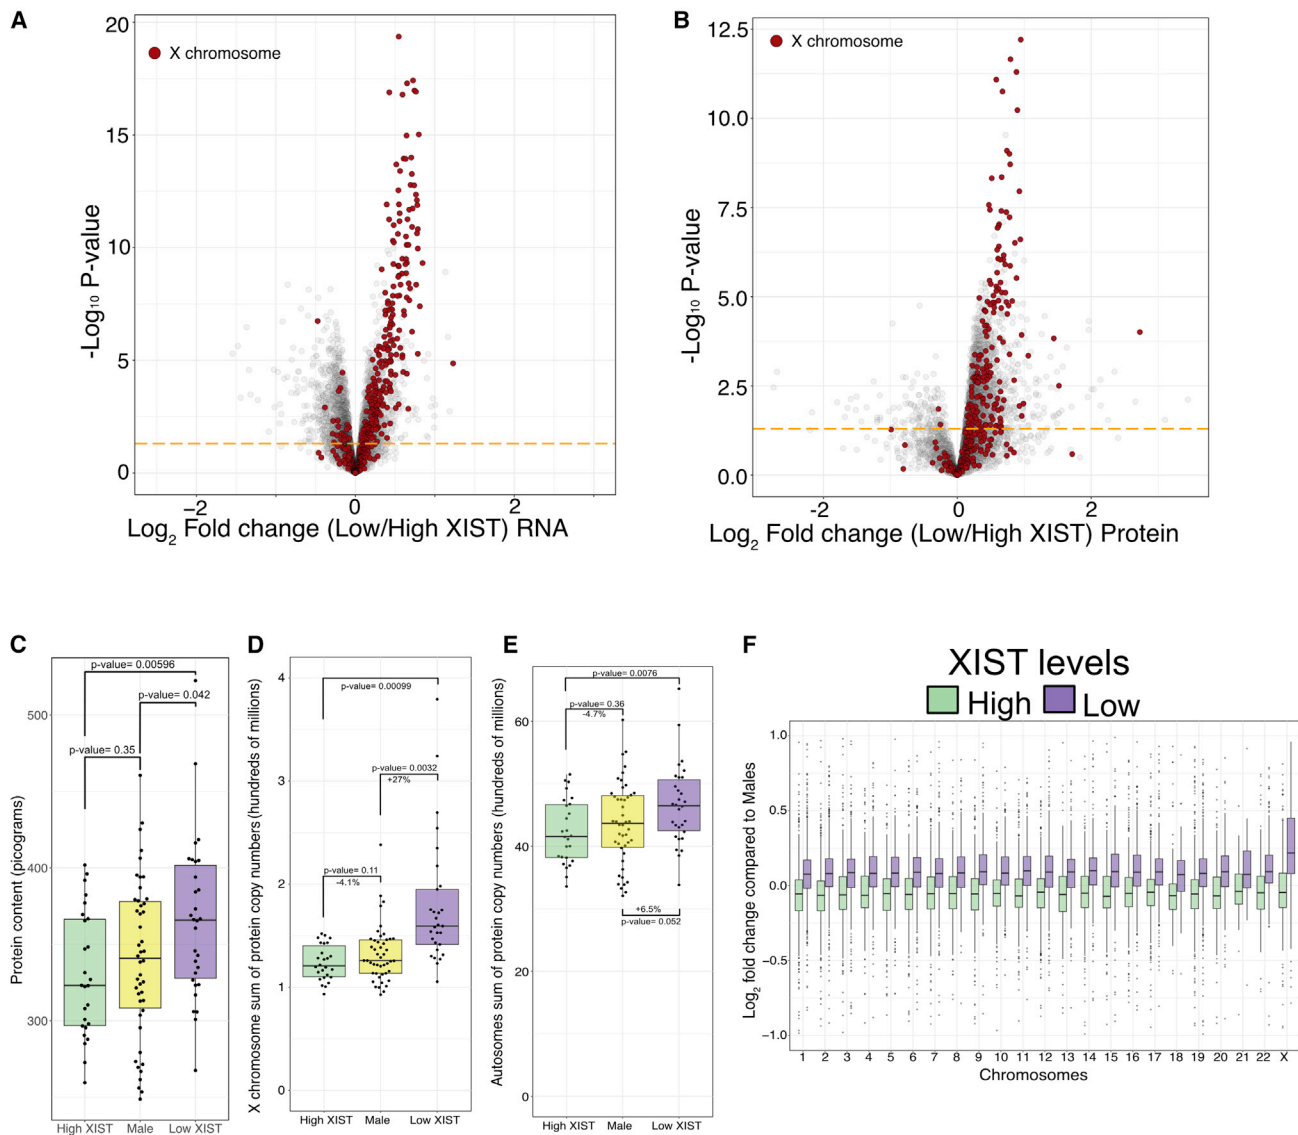 A
X chromosome
20
15
10
5
0
-Log₁₀ P-value
-2
0
2
Log₂ Fold change (Low/High XIST) RNA
B
X chromosome
12.5
10.0
7.5
5.0
2.5
0.0
-Log₁₀ P-value
-2
0
2
Log₂ Fold change (Low/High XIST) Protein
C
p-value= 0.00596
p-value= 0.042
p-value= 0.35
500
400
300
Protein content (picograms)
High XIST
Male
Low XIST
D
4
3
2
1
0
X chromosome sum of protein copy numbers (hundreds of millions)
p-value= 0.00099
p-value= 0.0032
+27%
p-value= 0.11
-4.1%
High XIST
Male
Low XIST
E
p-value= 0.0076
p-value= 0.36
-4.7%
60
40
20
0
Autosomes sum of protein copy numbers (hundreds of millions)
+6.5%
p-value= 0.052
High XIST
Male
Low XIST
F
XIST levels
High
Low
1.0
0.5
0.0
−0.5
−1.0
Log₂ fold change compared to Males
1 2 3 4 5 6 7 8 9 10 11 12 13 14 15 16 17 18 19 20 21 22 X
Chromosomes